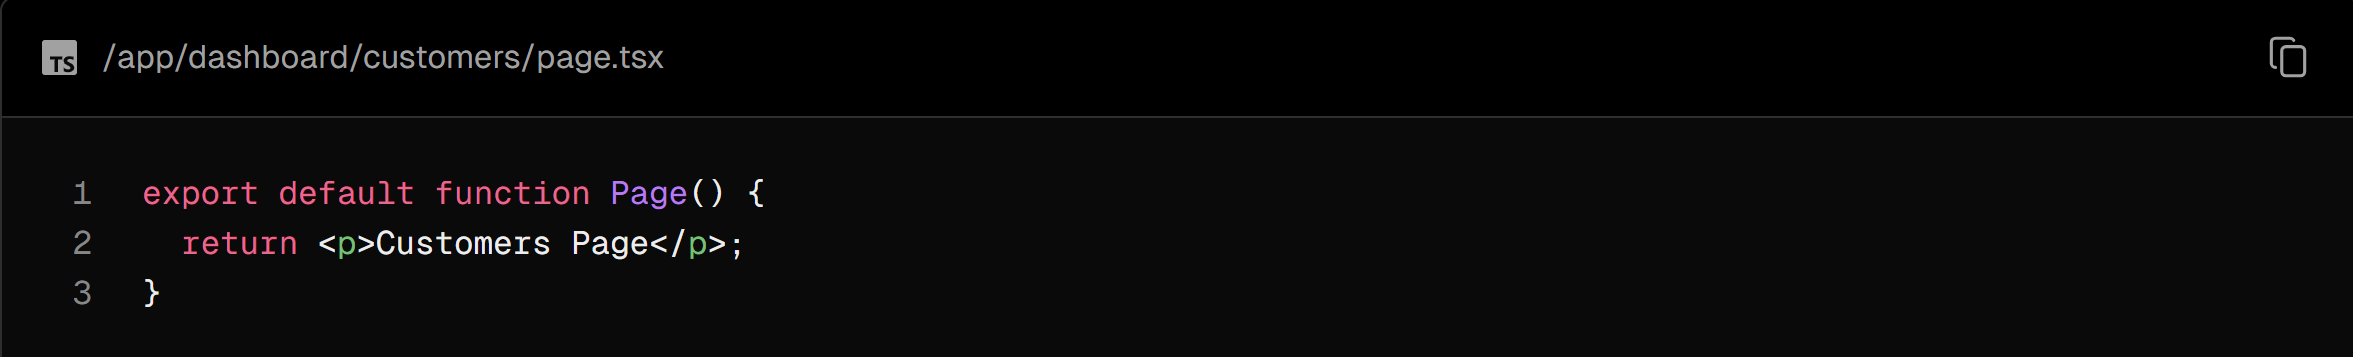 TS /app/dashboard/customers/page.tsx
1 export default function Page() {
2   return <p>Customers Page</p>;
3 }